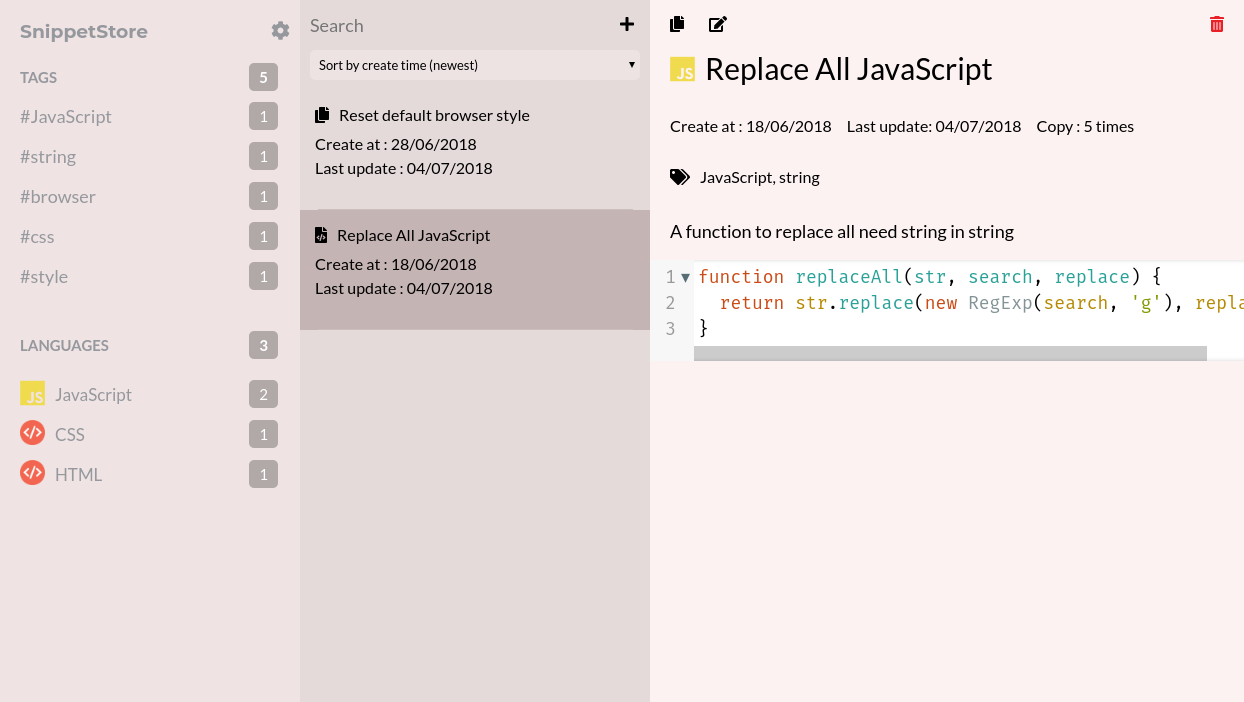 SnippetStore
TAGS 5
#JavaScript 1
#string 1
#browser 1
#css 1
#style 1
LANGUAGES 3
JS JavaScript 2
CSS 1
HTML 1
Search
Sort by create time (newest)
Reset default browser style
Create at : 28/06/2018
Last update : 04/07/2018
Replace All JavaScript
Create at : 18/06/2018
Last update : 04/07/2018
JS Replace All JavaScript
Create at : 18/06/2018 Last update: 04/07/2018 Copy : 5 times
JavaScript, string
A function to replace all need string in string
1 function replaceAll(str, search, replace) {
2 return str.replace(new RegExp(search, 'g'), repla
3 }